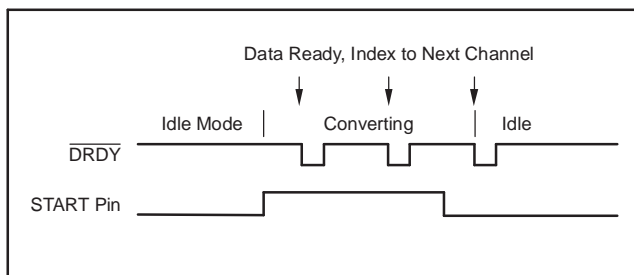 Data Ready, Index to Next Channel
Idle Mode Converting Idle
DRDY
START Pin